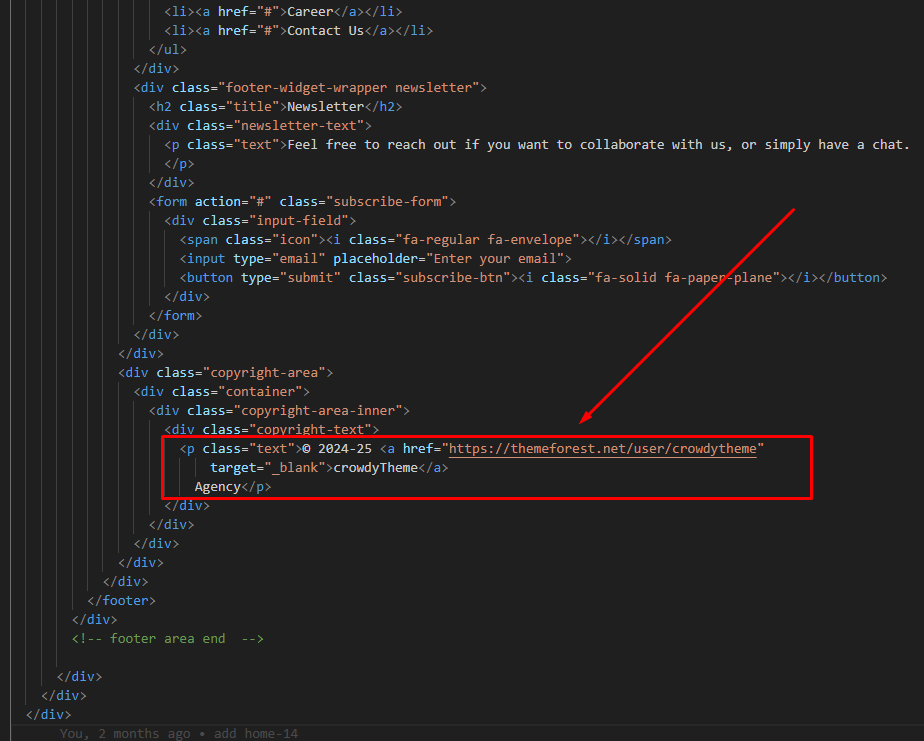 <li><a href="#">Career</a></li>
<li><a href="#">Contact Us</a></li>
</ul>
</div>
<div class="footer-widget-wrapper newsletter">
<h2 class="title">Newsletter</h2>
<div class="newsletter-text">
<p class="text">Feel free to reach out if you want to collaborate with us, or simply have a chat.
</p>
</div>
<form action="#" class="subscribe-form">
<div class="input-field">
<span class="icon"><i class="fa-regular fa-envelope"></i></span>
<input type="email" placeholder="Enter your email">
<button type="submit" class="subscribe-btn"><i class="fa-solid fa-paper-plane"></i></button>
</div>
</form>
</div>
</div>
<div class="copyright-area">
<div class="container">
<div class="copyright-area-inner">
<div class="copyright-text">
<p class="text">© 2024-25 <a href="https://themeforest.net/user/crowdytheme"
target="_blank">crowdyTheme</a>
Agency</p>
</div>
</div>
</div>
</div>
</div>
</footer>
</div>
<!-- footer area end  -->
</div>
</div>
</div>
You, 2 months ago • add home-14